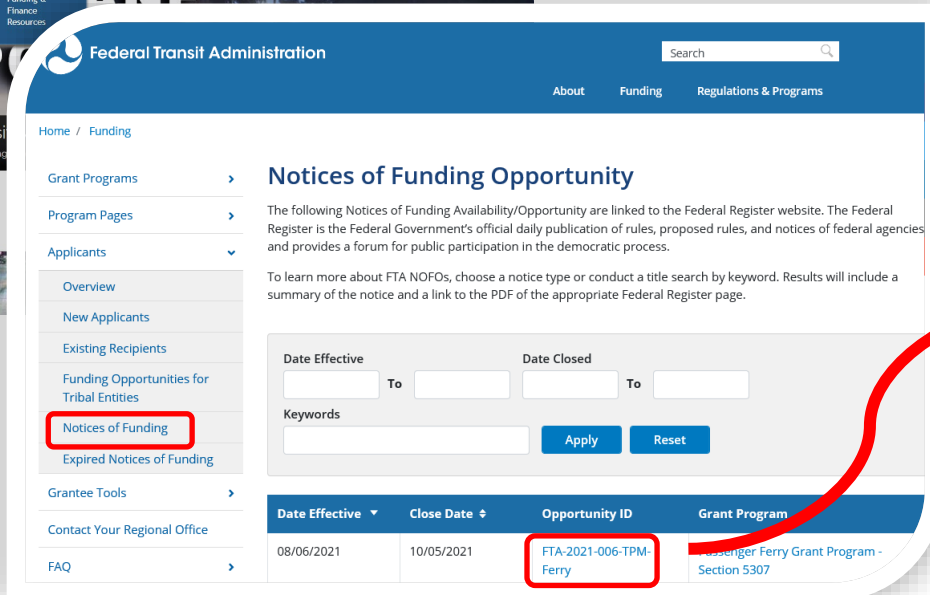 Finance
Resources
Federal Transit Administration
Search
About Funding Regulations & Programs
Home / Funding
Grant Programs
Program Pages
Applicants
Overview
New Applicants
Existing Recipients
Funding Opportunities for
Tribal Entities
Notices of Funding
Expired Notices of Funding
Grantee Tools
Contact Your Regional Office
FAQ
Notices of Funding Opportunity
The following Notices of Funding Availability/Opportunity are linked to the Federal Register website. The Federal
Register is the Federal Government's official daily publication of rules, proposed rules, and notices of federal agencies
and provides a forum for public participation in the democratic process.
To learn more about FTA NOFOs, choose a notice type or conduct a title search by keyword. Results will include a
summary of the notice and a link to the PDF of the appropriate Federal Register page.
Date Effective Date Closed
To To
Keywords
Apply Reset
Date Effective Close Date Opportunity ID Grant Program
08/06/2021 10/05/2021 FTA-2021-006-TPM- Passenger Ferry Grant Program -
Ferry Section 5307